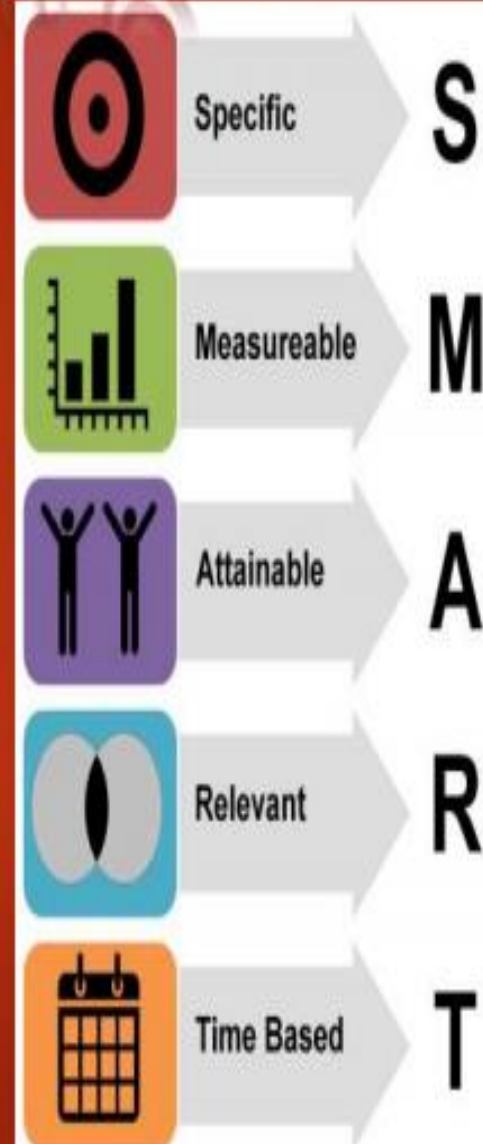 Specific S
Measureable M
Attainable A
Relevant R
Time Based T